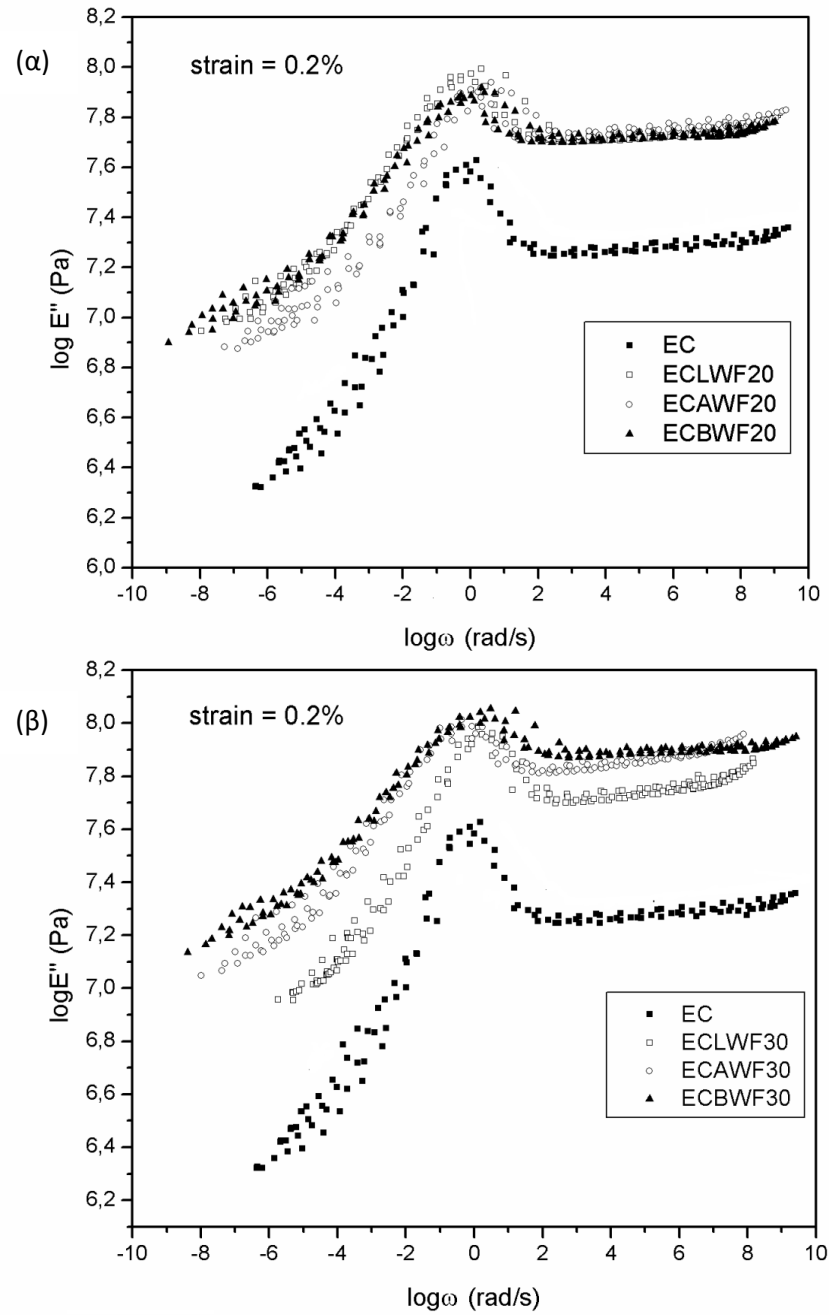 (α)
strain = 0.2%
8,2
8,0
7,8
7,6
7,4
7,2
7,0
6,8
6,6
6,4
6,2
6,0
log E'' (Pa)
EC
ECLWF20
ECAWF20
ECBWF20
-10 -8 -6 -4 -2 0 2 4 6 8 10
logω (rad/s)
(β)
strain = 0.2%
8,2
8,0
7,8
7,6
7,4
7,2
7,0
6,8
6,6
6,4
6,2
logE'' (Pa)
EC
ECLWF30
ECAWF30
ECBWF30
-10 -8 -6 -4 -2 0 2 4 6 8 10
logω (rad/s)